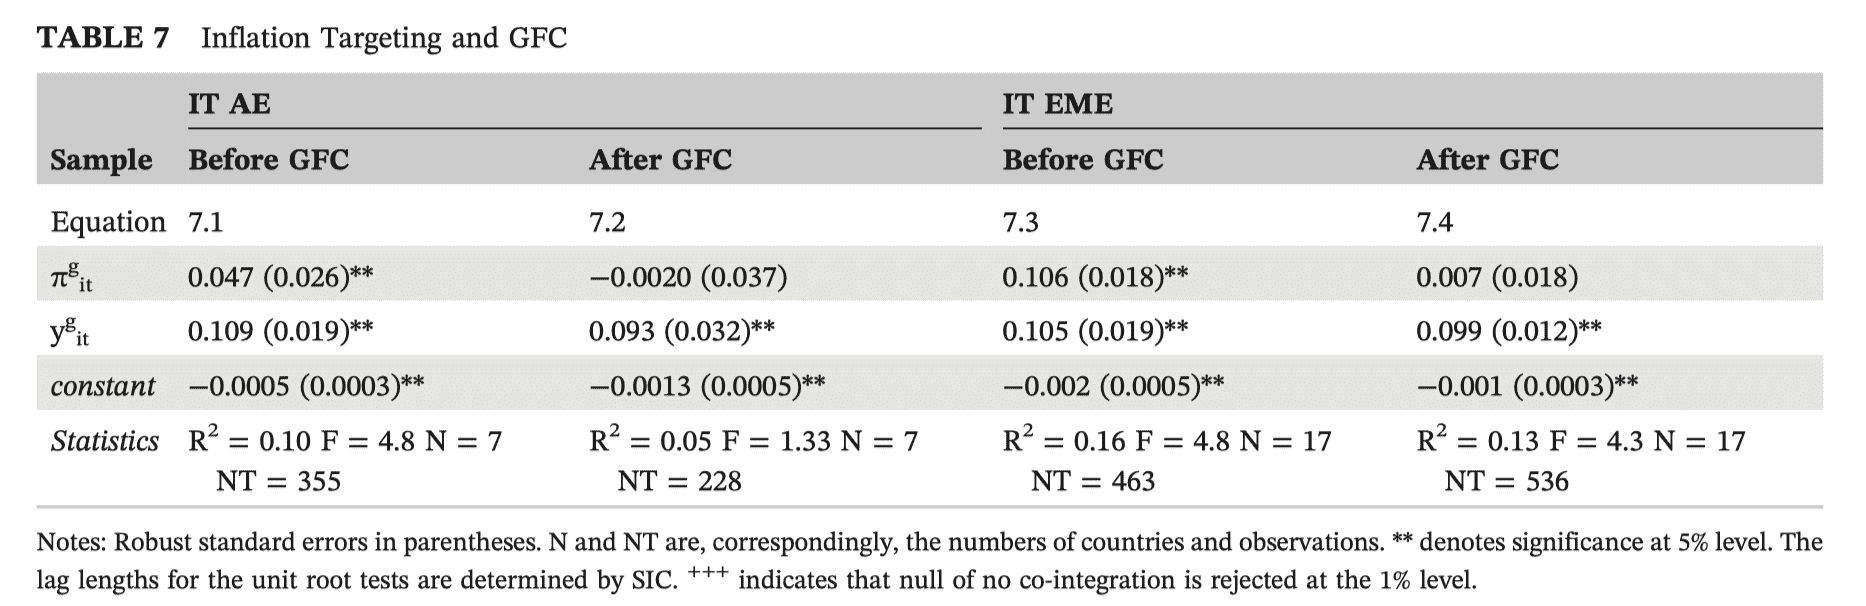 TABLE 7 Inflation Targeting and GFC
IT AE IT EME
Sample Before GFC After GFC Before GFC After GFC
Equation 7.1 7.2 7.3 7.4
πᵍit 0.047 (0.026)** −0.0020 (0.037) 0.106 (0.018)** 0.007 (0.018)
yᵍit 0.109 (0.019)** 0.093 (0.032)** 0.105 (0.019)** 0.099 (0.012)**
constant −0.0005 (0.0003)** −0.0013 (0.0005)** −0.002 (0.0005)** −0.001 (0.0003)**
Statistics R² = 0.10 F = 4.8 N = 7 R² = 0.05 F = 1.33 N = 7 R² = 0.16 F = 4.8 N = 17 R² = 0.13 F = 4.3 N = 17
NT = 355 NT = 228 NT = 463 NT = 536
Notes: Robust standard errors in parentheses. N and NT are, correspondingly, the numbers of countries and observations. ** denotes significance at 5% level. The
lag lengths for the unit root tests are determined by SIC. +++ indicates that null of no co-integration is rejected at the 1% level.